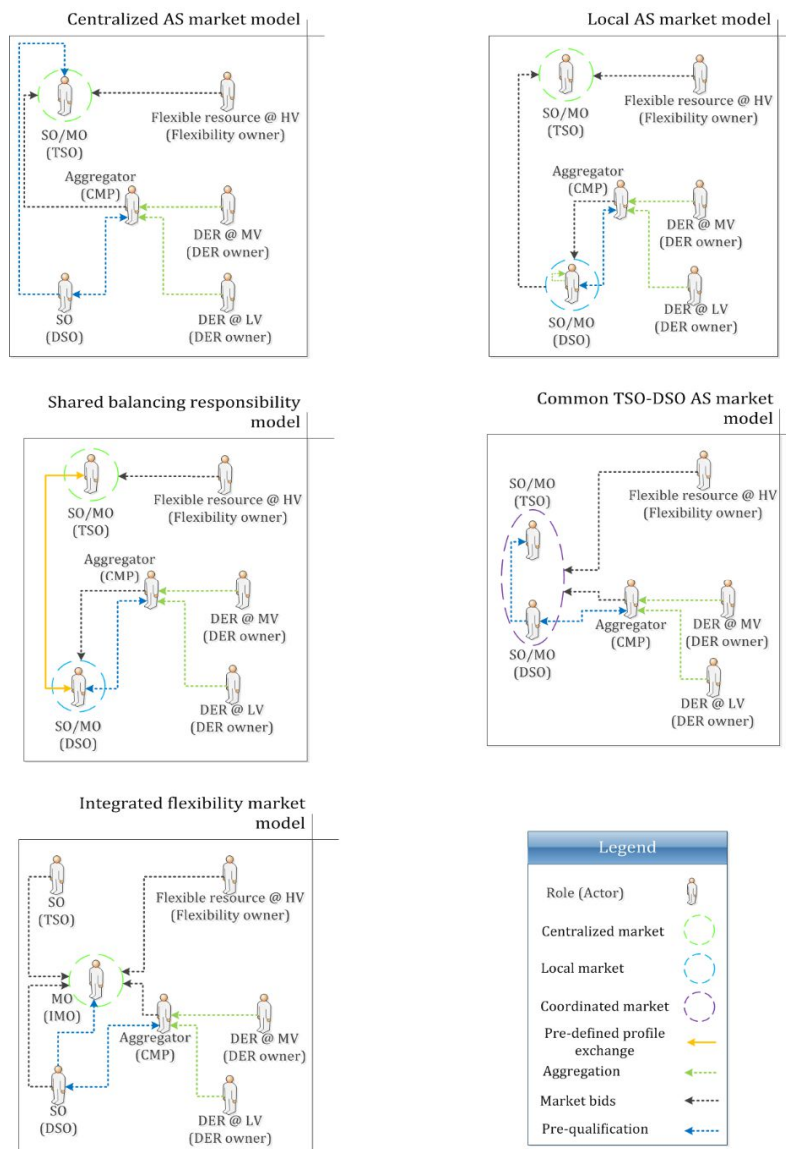 Centralized AS market model
SO/MO
(TSO)
Flexible resource @ HV
(Flexibility owner)
Aggregator
(CMP)
DER @ MV
(DER owner)
SO
(DSO)
DER @ LV
(DER owner)
Local AS market model
SO/MO
(TSO)
Flexible resource @ HV
(Flexibility owner)
Aggregator
(CMP)
DER @ MV
(DER owner)
SO/MO
(DSO)
DER @ LV
(DER owner)
Shared balancing responsibility
model
SO/MO
(TSO)
Flexible resource @ HV
(Flexibility owner)
Aggregator
(CMP)
DER @ MV
(DER owner)
SO/MO
(DSO)
DER @ LV
(DER owner)
Common TSO-DSO AS market
model
SO/MO
(TSO)
Flexible resource @ HV
(Flexibility owner)
Aggregator
(CMP)
DER @ MV
(DER owner)
SO/MO
(DSO)
DER @ LV
(DER owner)
Integrated flexibility market
model
SO
(TSO)
Flexible resource @ HV
(Flexibility owner)
MO
(IMO)
Aggregator
(CMP)
DER @ MV
(DER owner)
SO
(DSO)
DER @ LV
(DER owner)
Legend
Role (Actor)
Centralized market
Local market
Coordinated market
Pre-defined profile
exchange
Aggregation
Market bids
Pre-qualification